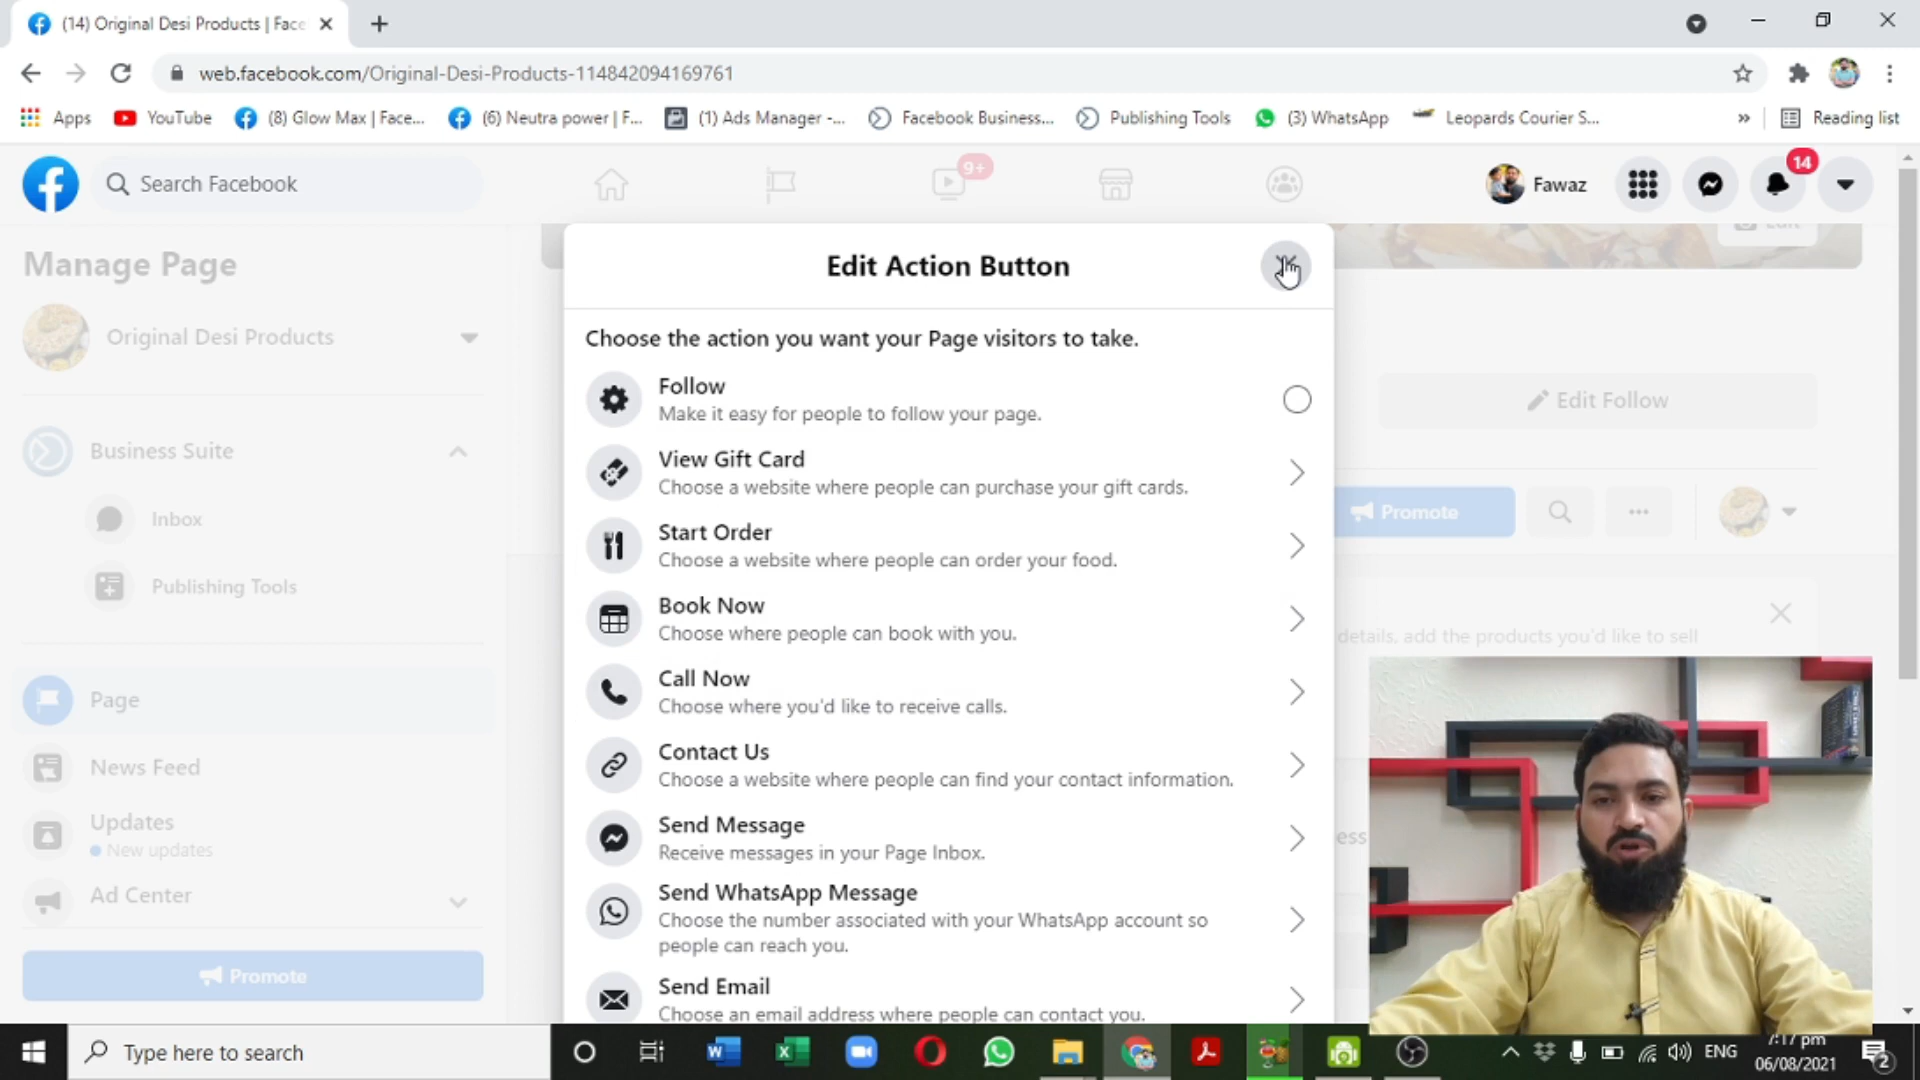 (14) Original Desi Products | Face
web.facebook.com/Original-Desi-Products-114842094169761
Apps
YouTube
(8) Glow Max | Face...
(6) Neutra power | F...
(1) Ads Manager -...
Facebook Business...
Publishing Tools
(3) WhatsApp
Leopards Courier S...
»
Reading list
Search Facebook
9+
Fawaz
14
Manage Page
Original Desi Products
Business Suite
Inbox
Publishing Tools
Page
News Feed
Updates
New updates
Ad Center
Promote
Edit Action Button
Choose the action you want your Page visitors to take.
Follow
Make it easy for people to follow your page.
View Gift Card
Choose a website where people can purchase your gift cards.
Start Order
Choose a website where people can order your food.
Book Now
Choose where people can book with you.
Call Now
Choose where you'd like to receive calls.
Contact Us
Choose a website where people can find your contact information.
Send Message
Receive messages in your Page Inbox.
Send WhatsApp Message
Choose the number associated with your WhatsApp account so
people can reach you.
Send Email
Choose an email address where people can contact you.
Edit
Edit Follow
Promote
details, add the products you'd like to sell
ess
Type here to search
ENG
7:17 pm
06/08/2021
2